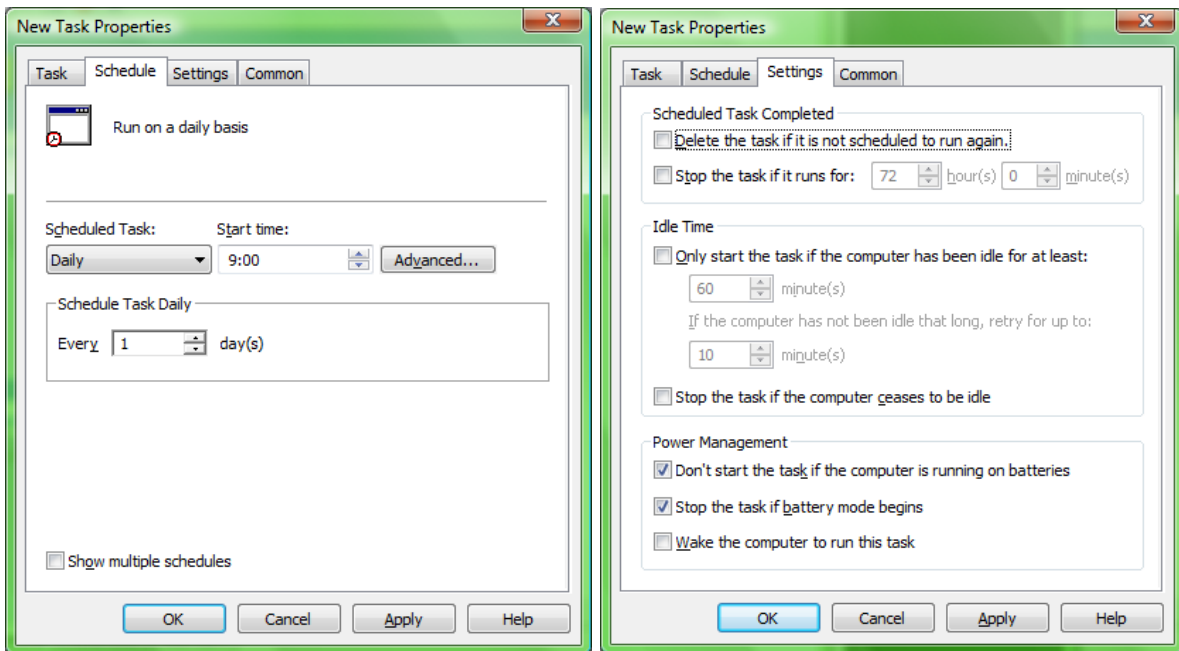 New Task Properties
Task Schedule Settings Common
Run on a daily basis
Scheduled Task: Start time:
Daily 9:00 Advanced...
Schedule Task Daily
Every 1 day(s)
Show multiple schedules
OK Cancel Apply Help
New Task Properties
Task Schedule Settings Common
Scheduled Task Completed
Delete the task if it is not scheduled to run again.
Stop the task if it runs for: 72 hour(s) 0 minute(s)
Idle Time
Only start the task if the computer has been idle for at least:
60 minute(s)
If the computer has not been idle that long, retry for up to:
10 minute(s)
Stop the task if the computer ceases to be idle
Power Management
Don't start the task if the computer is running on batteries
Stop the task if battery mode begins
Wake the computer to run this task
OK Cancel Apply Help